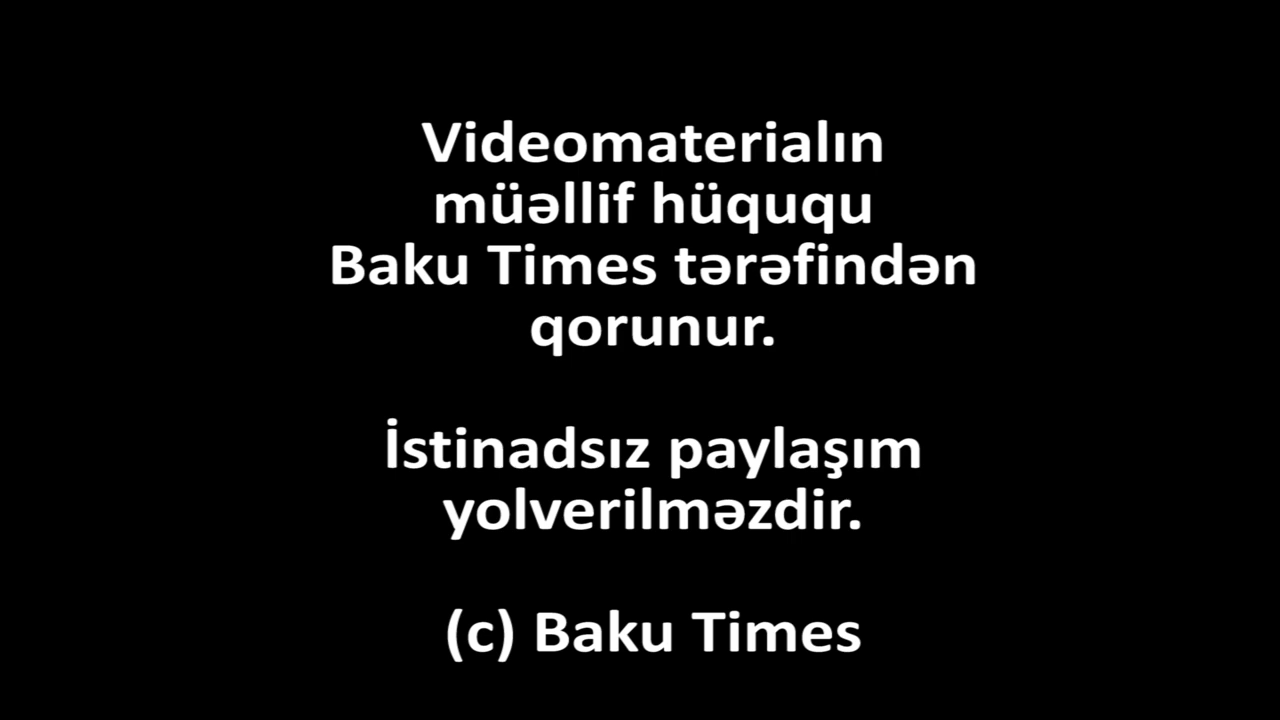 Videomaterialın
müəllif hüququ
Baku Times tərəfindən
qorunur.
İstinadsız paylaşım
yolverilməzdir.
(c) Baku Times